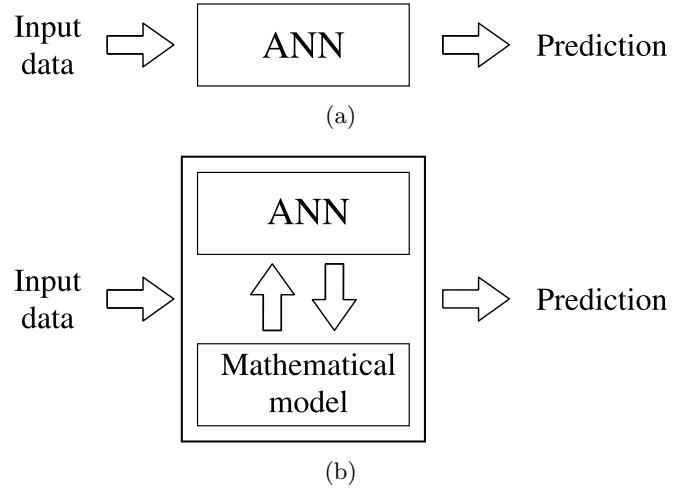 Input
data
ANN
Prediction
(a)
ANN
Input
data
Prediction
Mathematical
model
(b)